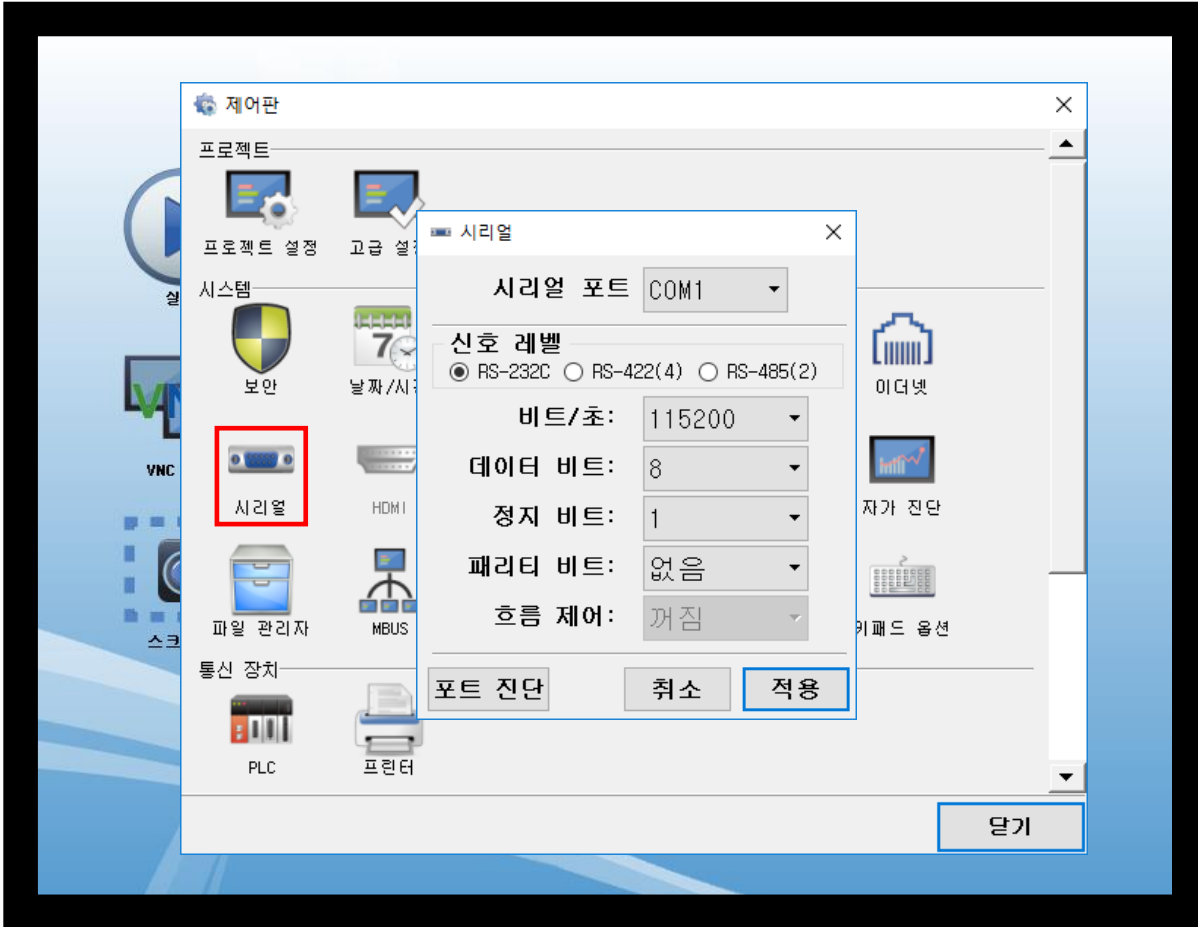 제어판
프로젝트
프로젝트 설정
고급
시리얼
시리얼 포트 COM1
시스템
신호 레벨
RS-232C RS-422(4) RS-485(2)
보안
날짜/시
이더넷
비트/초: 115200
데이터 비트: 8
정지 비트: 1
패리티 비트: 없음
흐름 제어: 꺼짐
VNC
시리얼
HDMI
자가 진단
파일 관리자
MBUS
키패드 옵션
통신 장치
포트 진단 취소 적용
PLC
프린터
닫기